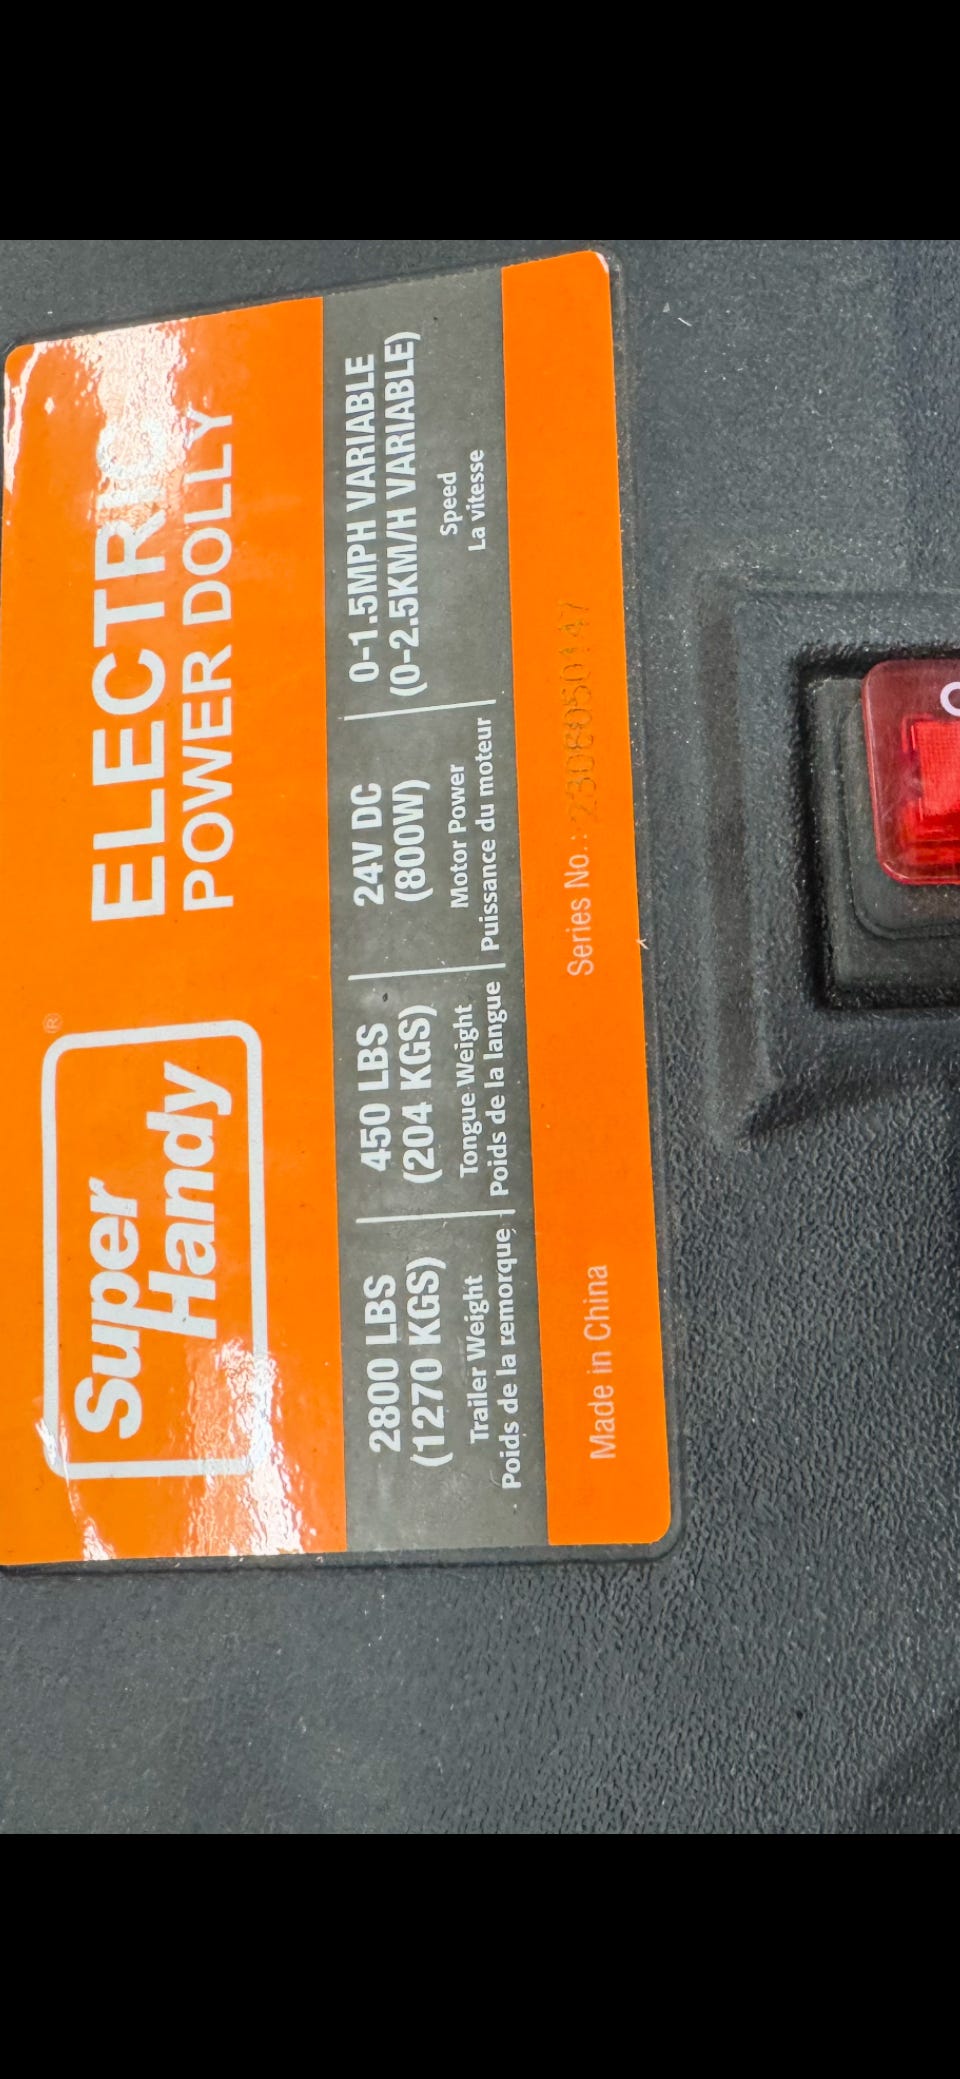 Super
Handy
®
ELECTRIC
POWER DOLLY
2800 LBS
(1270 KGS)
Trailer Weight
Poids de la remorque
450 LBS
(204 KGS)
Tongue Weight
Poids de la langue
24V DC
(800W)
Motor Power
Puissance du moteur
0-1.5MPH VARIABLE
(0-2.5KM/H VARIABLE)
Speed
La vitesse
Made in China
Series No.: